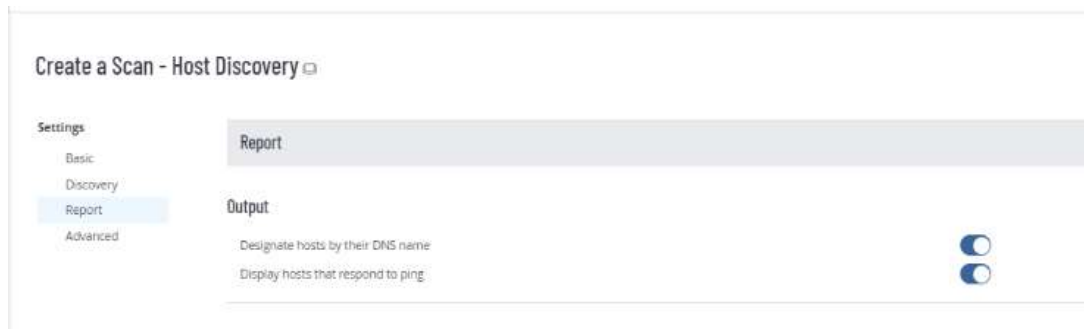 Create a Scan - Host Discovery
Settings
Basic
Discovery
Report
Advanced
Report
Output
Designate hosts by their DNS name
Display hosts that respond to ping